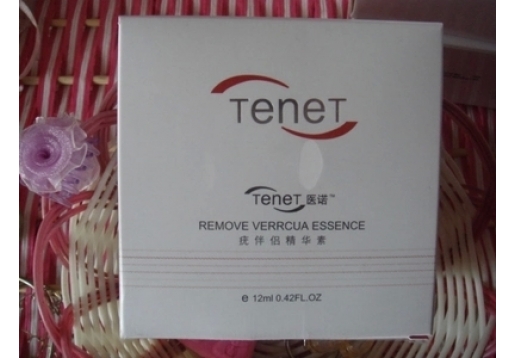 TeneT
TeneT 医诺™
REMOVE VERRCUA ESSENCE
疣伴侣精华素
e 12ml 0.42FL.OZ